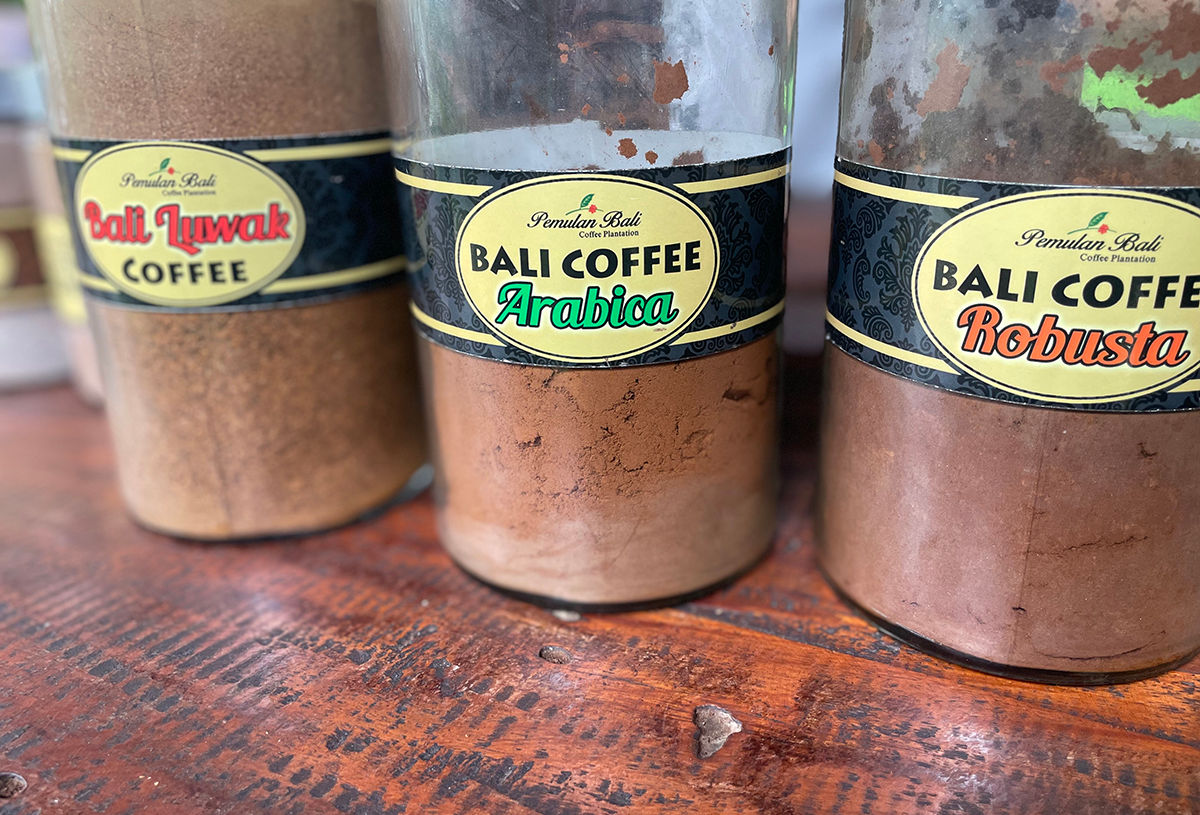 Pemulan Bali
Coffee Plantation
Bali Luwak
COFFEE
Pemulan Bali
Coffee Plantation
BALI COFFEE
Arabica
Pemulan Bali
Coffee Plantation
BALI COFFE
Robusta